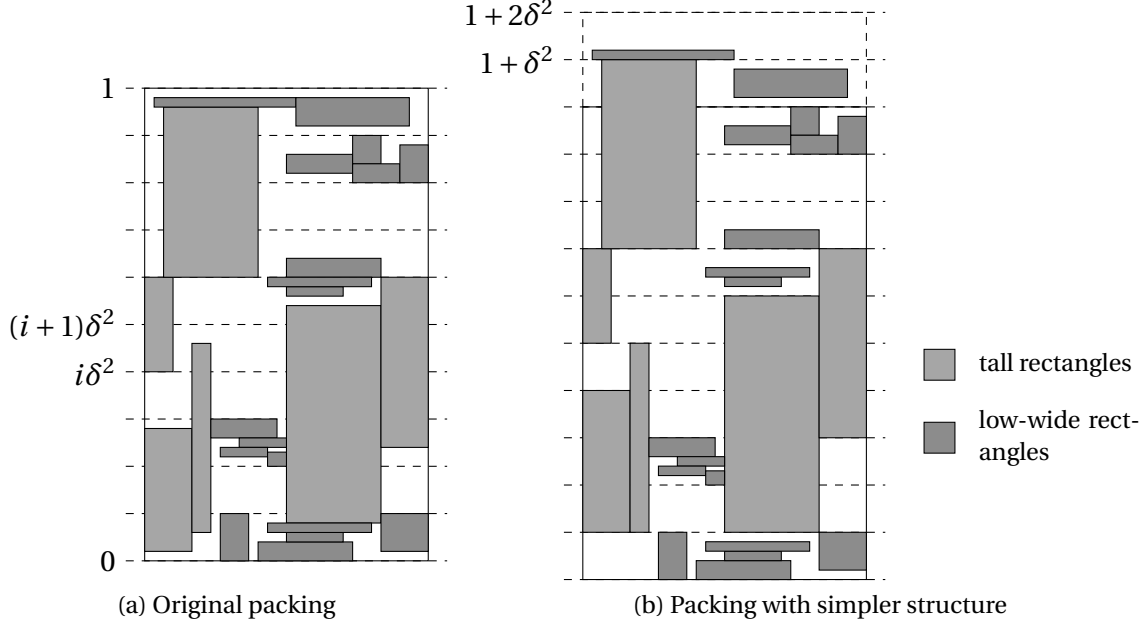 1 + 2δ²
1 + δ²
1
(i + 1)δ²
iδ²
0
tall rectangles
low-wide rect-
angles
(a) Original packing
(b) Packing with simpler structure